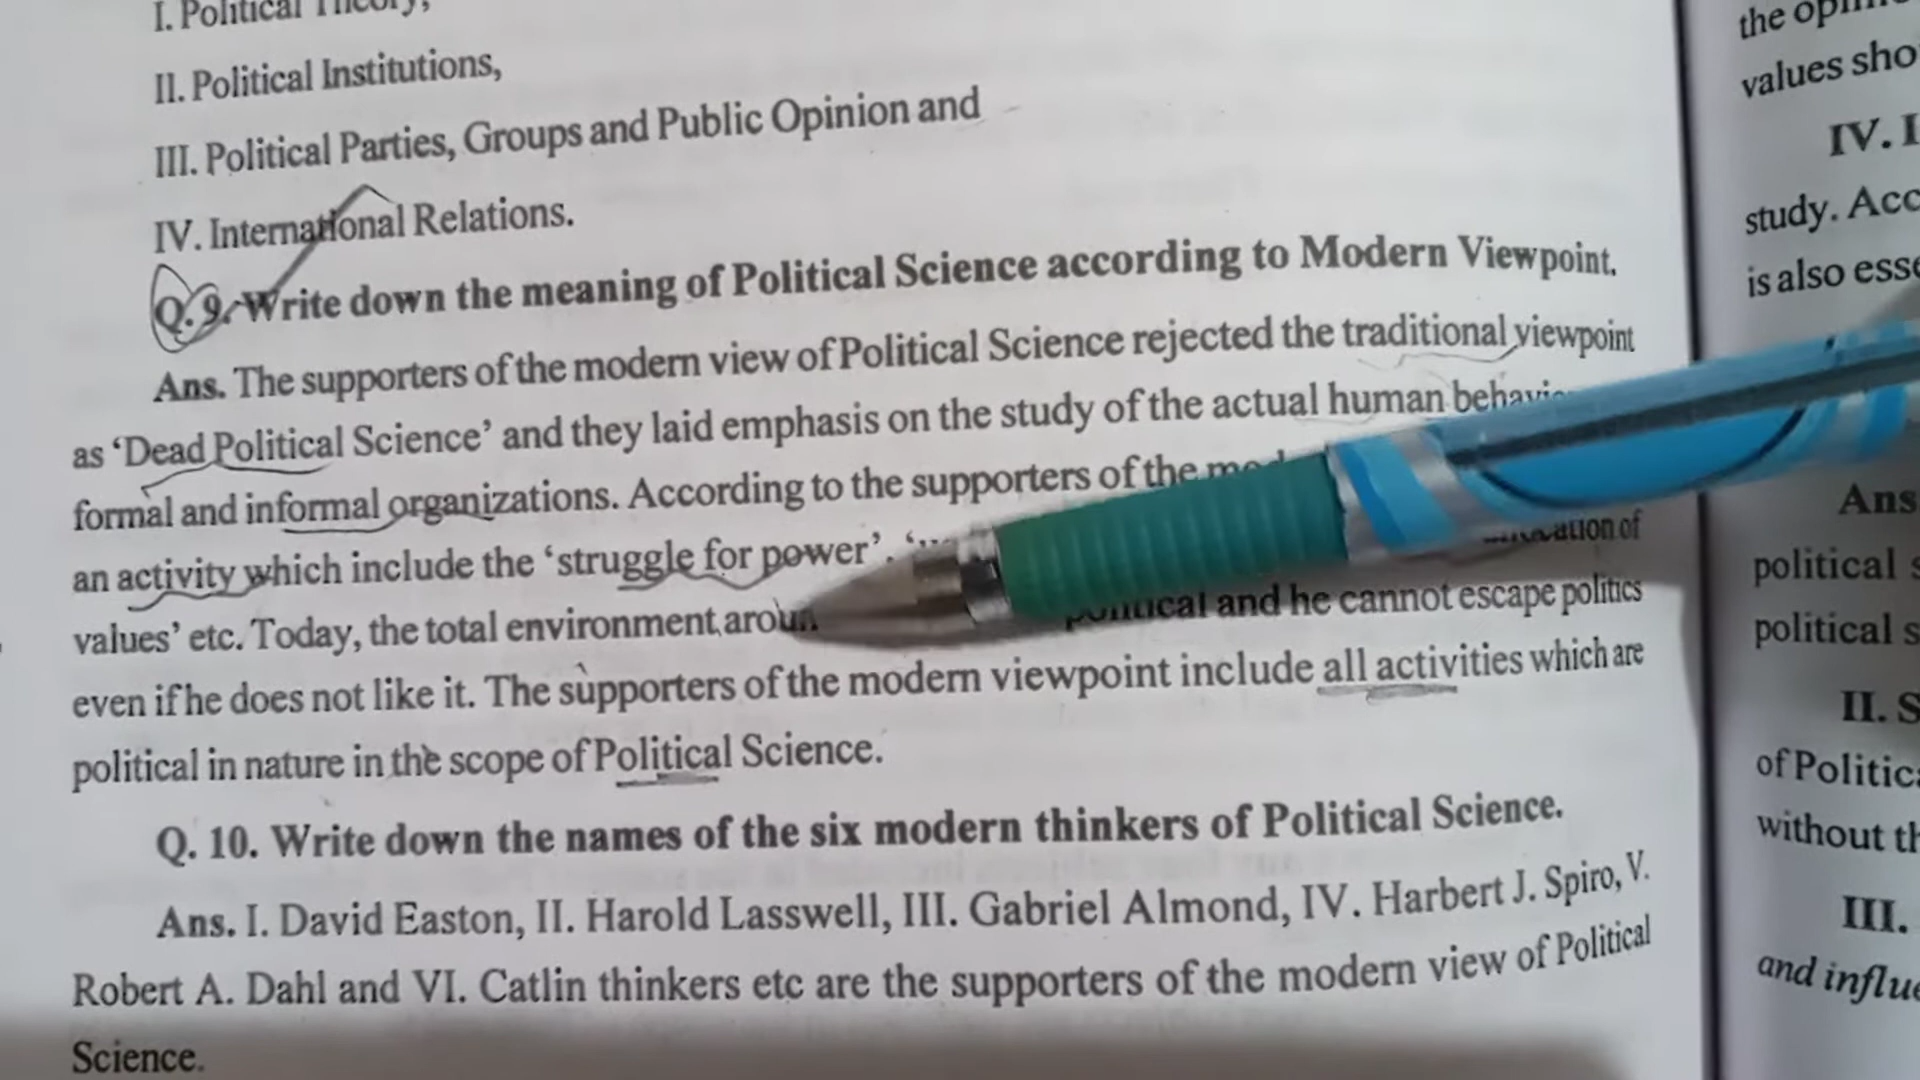 I. Political Theory,
II. Political Institutions,
III. Political Parties, Groups and Public Opinion and
IV. International Relations.
Q. 9. Write down the meaning of Political Science according to Modern Viewpoint.
Ans. The supporters of the modern view of Political Science rejected the traditional viewpoint
as ‘Dead Political Science’ and they laid emphasis on the study of the actual human
formal and informal organizations. According to the supporters of the
an activity which include the ‘struggle for power’. of
values’ etc. Today, the total environment political and he cannot escape politics
even if he does not like it. The supporters of the modern viewpoint include all activities which are
political in nature in the scope of Political Science.
Q. 10. Write down the names of the six modern thinkers of Political Science.
Ans. I. David Easton, II. Harold Lasswell, III. Gabriel Almond, IV. Harbert J. Spiro, V.
Robert A. Dahl and VI. Catlin thinkers etc are the supporters of the modern view of Political
Science.
the
values
IV.
study.
is also
Ans
political
political
II.
of
without
III.
and